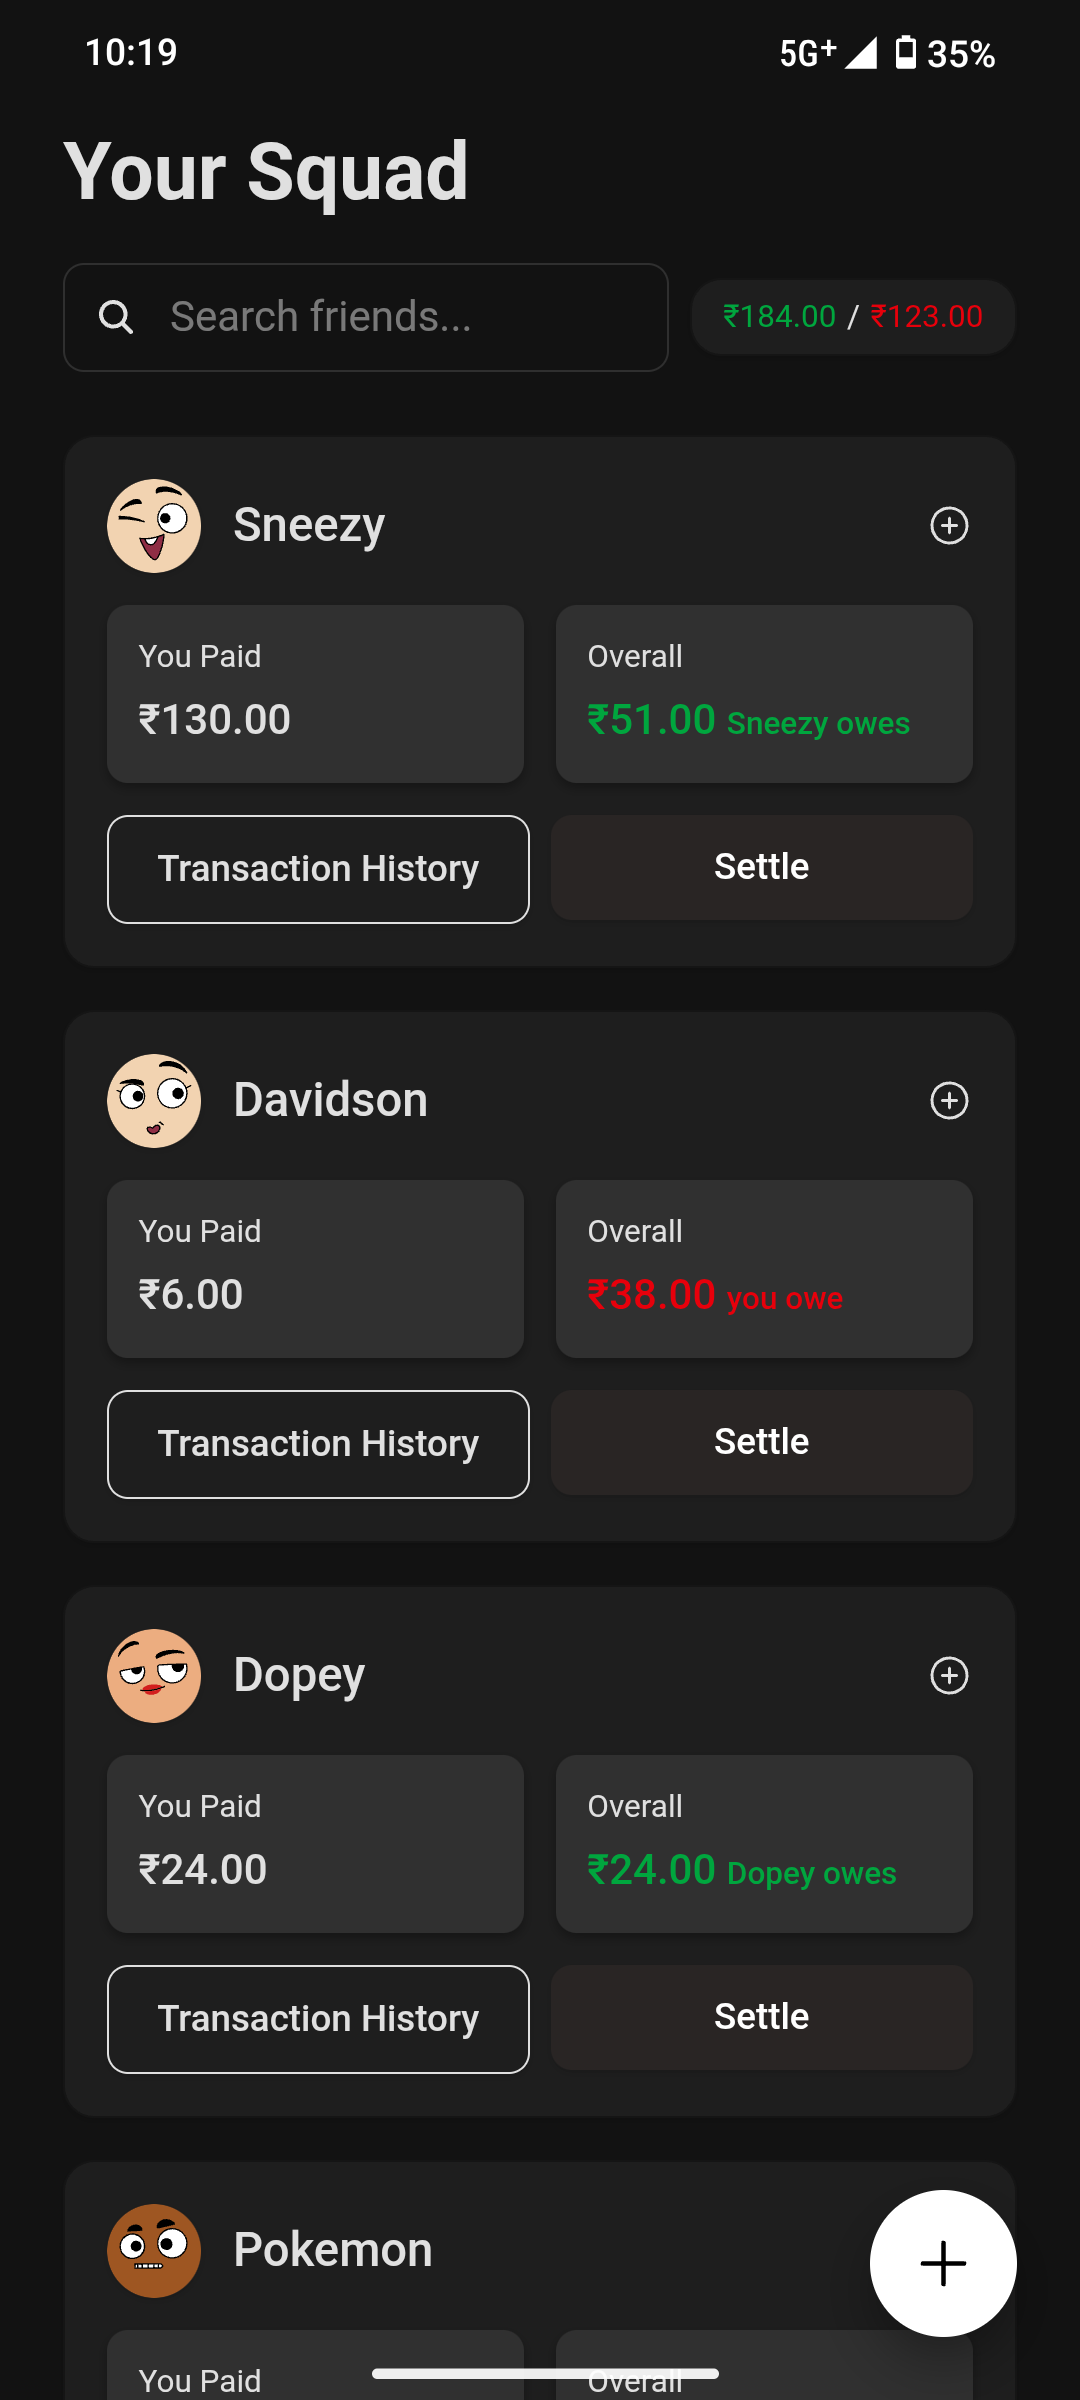 10:19 5G+ 35%
Your Squad
Search friends... ₹184.00 / ₹123.00
Sneezy
You Paid Overall
₹130.00 ₹51.00 Sneezy owes
Transaction History Settle
Davidson
You Paid Overall
₹6.00 ₹38.00 you owe
Transaction History Settle
Dopey
You Paid Overall
₹24.00 ₹24.00 Dopey owes
Transaction History Settle
Pokemon
You Paid Overall